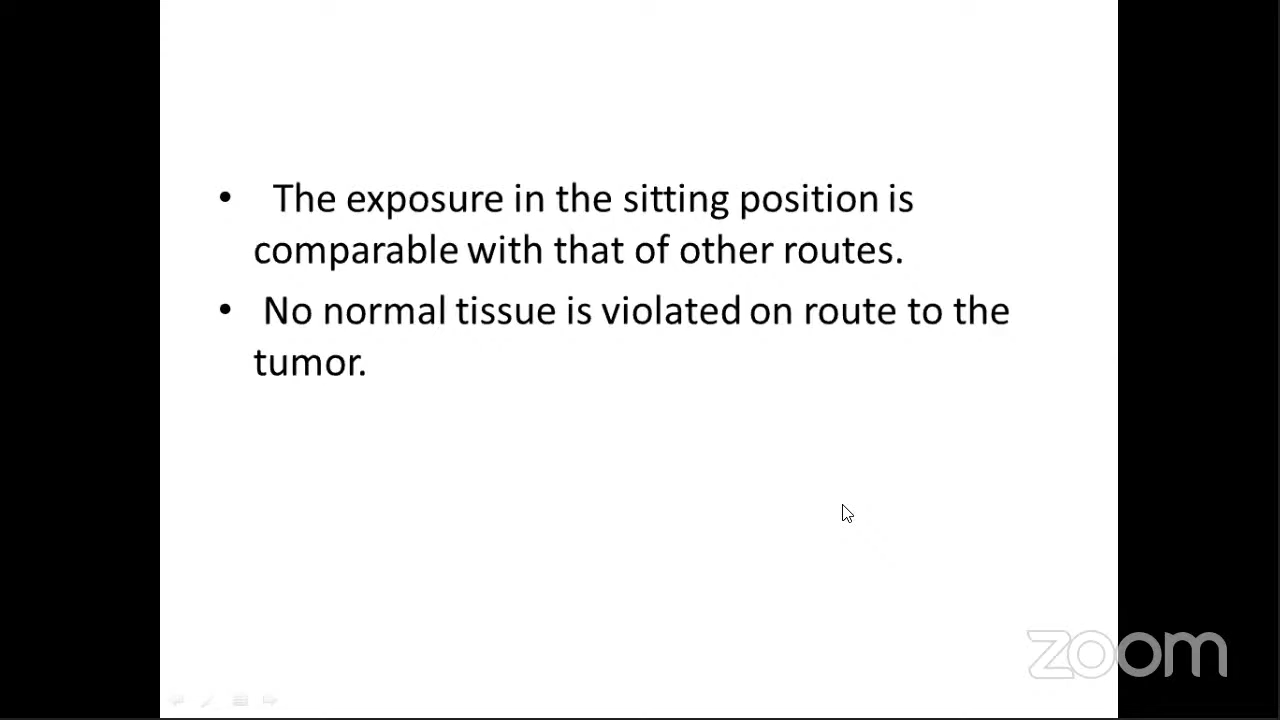 • The exposure in the sitting position is
comparable with that of other routes.
• No normal tissue is violated on route to the
tumor.
zoom